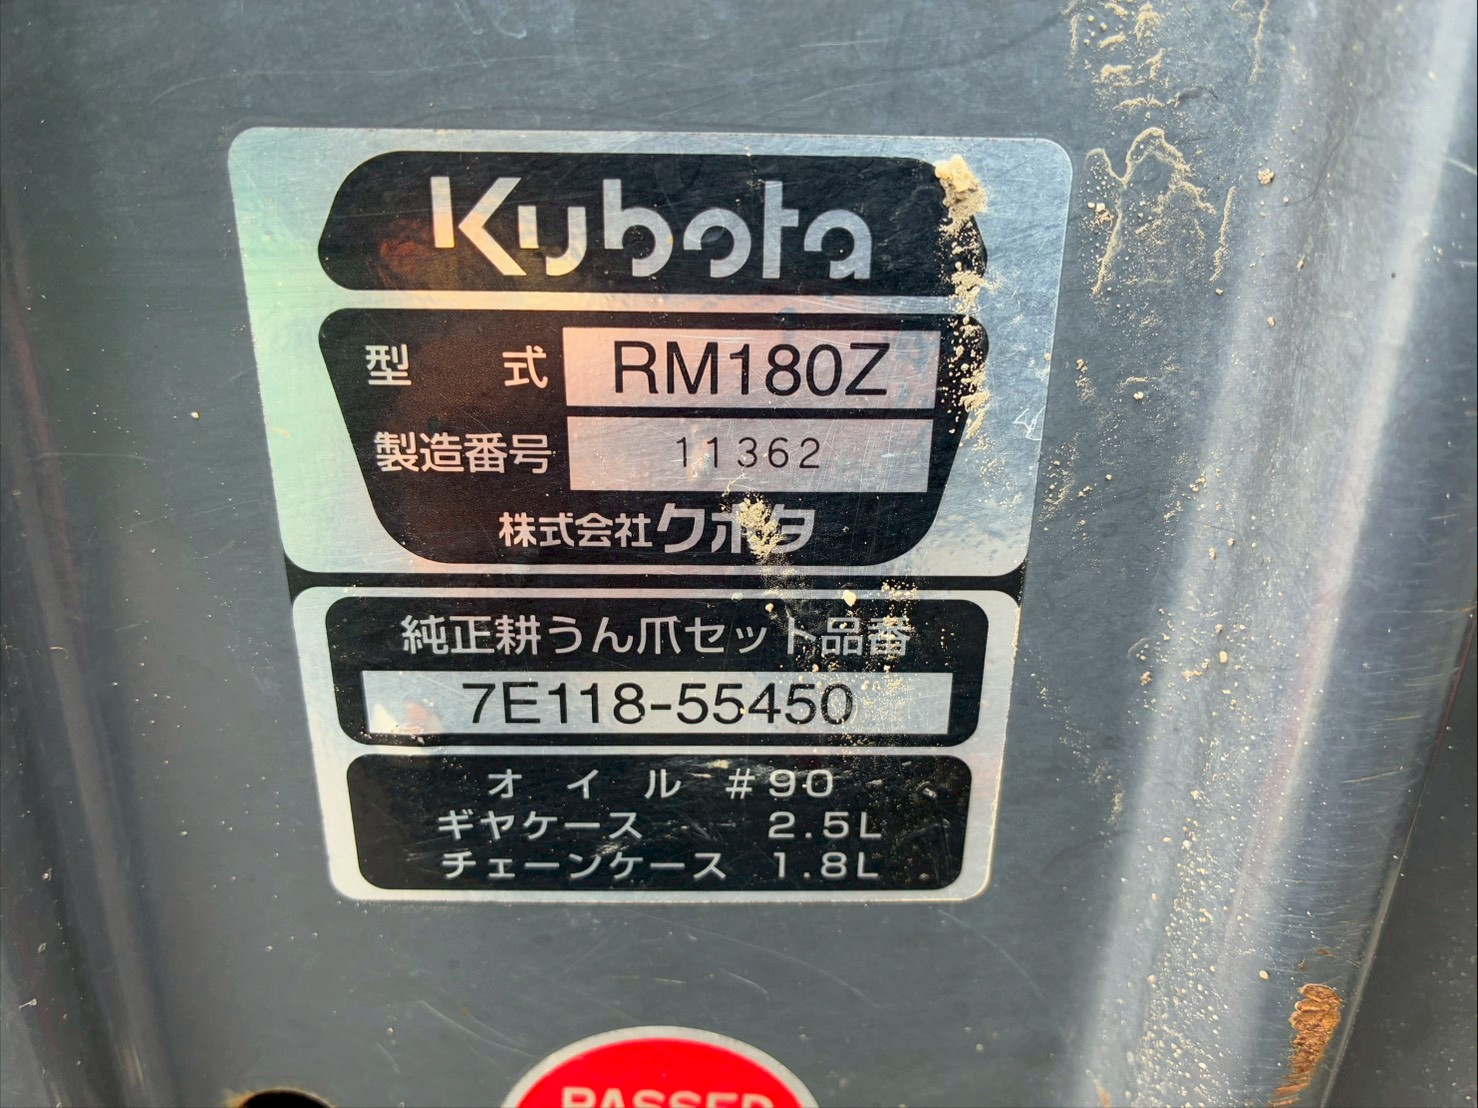 Kubota
型式 RM180Z
製造番号 11362
株式会社クボタ
純正耕うん爪セット品番
7E118-55450
オイル #90
ギヤケース 2.5L
チェーンケース 1.8L
PASSED